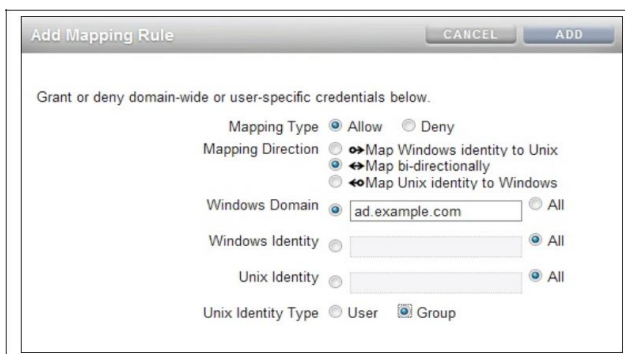 Add Mapping Rule CANCEL ADD
Grant or deny domain-wide or user-specific credentials below.
Mapping Type Allow Deny
Mapping Direction Map Windows identity to Unix
Map bi-directionally
Map Unix identity to Windows
Windows Domain ad.example.com All
Windows Identity All
Unix Identity All
Unix Identity Type User Group